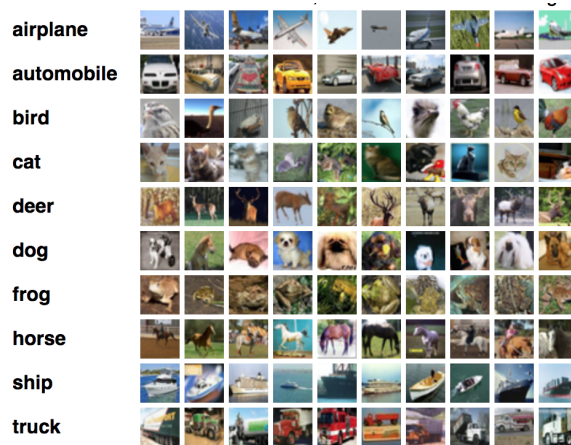 airplane
automobile
bird
cat
deer
dog
frog
horse
ship
truck